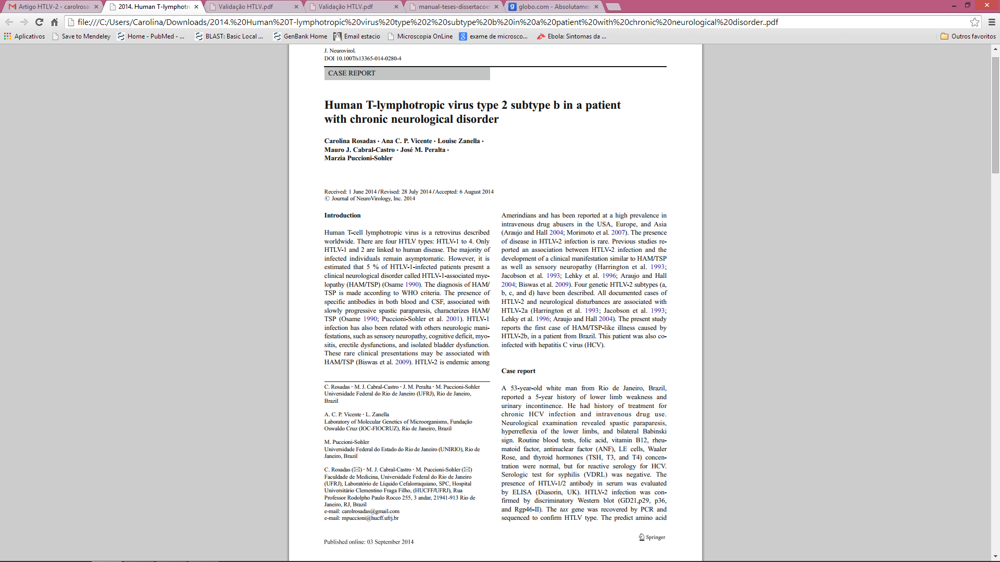 Artigo HTLV-2 - carolrosa
2014. Human T-lymphotr
Validação HTLV.pdf
Validação HTLV.pdf
manual-teses-dissertacoe
globo.com - Absolutamen
file:///C:/Users/Carolina/Downloads/2014.%20Human%20T-lymphotropic%20virus%20type%202%20subtype%20b%20in%20a%20patient%20with%20chronic%20neurological%20disorder..pdf
Aplicativos
Save to Mendeley
Home - PubMed - ...
BLAST: Basic Local ...
GenBank Home
Email estacio
Microscopia OnLine
exame de microsco...
Ebola: Sintomas da ...
Outros favoritos
J. Neurovirol.
DOI 10.1007/s13365-014-0280-4
CASE REPORT
Human T-lymphotropic virus type 2 subtype b in a patient
with chronic neurological disorder
Carolina Rosadas · Ana C. P. Vicente · Louise Zanella ·
Mauro J. Cabral-Castro · José M. Peralta ·
Marzia Puccioni-Sohler
Received: 1 June 2014 / Revised: 28 July 2014 / Accepted: 6 August 2014
© Journal of NeuroVirology, Inc. 2014
Introduction
Human T-cell lymphotropic virus is a retrovirus described
worldwide. There are four HTLV types: HTLV-1 to 4. Only
HTLV-1 and 2 are linked to human disease. The majority of
infected individuals remain asymptomatic. However, it is
estimated that 5 % of HTLV-1-infected patients present a
clinical neurological disorder called HTLV-1-associated mye-
lopathy (HAM/TSP) (Osame 1990). The diagnosis of HAM/
TSP is made according to WHO criteria. The presence of
specific antibodies in both blood and CSF, associated with
slowly progressive spastic paraparesis, characterizes HAM/
TSP (Osame 1990; Puccioni-Sohler et al. 2001). HTLV-1
infection has also been related with others neurologic mani-
festations, such as sensory neuropathy, cognitive deficit, myo-
sitis, erectile dysfunctions, and isolated bladder dysfunction.
These rare clinical presentations may be associated with
HAM/TSP (Biswas et al. 2009). HTLV-2 is endemic among
C. Rosadas · M. J. Cabral-Castro · J. M. Peralta · M. Puccioni-Sohler
Universidade Federal do Rio de Janeiro (UFRJ), Rio de Janeiro,
Brazil
A. C. P. Vicente · L. Zanella
Laboratory of Molecular Genetics of Microorganisms, Fundação
Oswaldo Cruz (IOC-FIOCRUZ), Rio de Janeiro, Brazil
M. Puccioni-Sohler
Universidade Federal do Estado do Rio de Janeiro (UNIRIO), Rio de
Janeiro, Brazil
C. Rosadas (✉) · M. J. Cabral-Castro · M. Puccioni-Sohler (✉)
Faculdade de Medicina, Universidade Federal do Rio de Janeiro
(UFRJ), Laboratório de Líquido Cefalorraquiano, SPC, Hospital
Universitário Clementino Fraga Filho, (HUCFF/UFRJ), Rua
Professor Rodolpho Paulo Rocco 255, 3 andar, 21941-913 Rio de
Janeiro, RJ, Brazil
e-mail: carolrosadas@gmail.com
e-mail: mpuccioni@hucff.ufrj.br
Amerindians and has been reported at a high prevalence in
intravenous drug abusers in the USA, Europe, and Asia
(Araujo and Hall 2004; Morimoto et al. 2007). The presence
of disease in HTLV-2 infection is rare. Previous studies re-
ported an association between HTLV-2 infection and the
development of a clinical manifestation similar to HAM/TSP
as well as sensory neuropathy (Harrington et al. 1993;
Jacobson et al. 1993; Lehky et al. 1996; Araujo and Hall
2004; Biswas et al. 2009). Four genetic HTLV-2 subtypes (a,
b, c, and d) have been described. All documented cases of
HTLV-2 and neurological disturbances are associated with
HTLV-2a (Harrington et al. 1993; Jacobson et al. 1993;
Lehky et al. 1996; Araujo and Hall 2004). The present study
reports the first case of HAM/TSP-like illness caused by
HTLV-2b, in a patient from Brazil. This patient was also co-
infected with hepatitis C virus (HCV).
Case report
A 53-year-old white man from Rio de Janeiro, Brazil,
reported a 5-year history of lower limb weakness and
urinary incontinence. He had history of treatment for
chronic HCV infection and intravenous drug use.
Neurological examination revealed spastic paraparesis,
hyperreflexia of the lower limbs, and bilateral Babinski
sign. Routine blood tests, folic acid, vitamin B12, rheu-
matoid factor, antinuclear factor (ANF), LE cells, Waaler
Rose, and thyroid hormones (TSH, T3, and T4) concen-
tration were normal, but for reactive serology for HCV.
Serologic test for syphilis (VDRL) was negative. The
presence of HTLV-1/2 antibody in serum was evaluated
by ELISA (Diasorin, UK). HTLV-2 infection was con-
firmed by discriminatory Western blot (GD21,p29, p36,
and Rgp46-II). The tax gene was recovered by PCR and
sequenced to confirm HTLV type. The predict amino acid
Published online: 03 September 2014
Springer